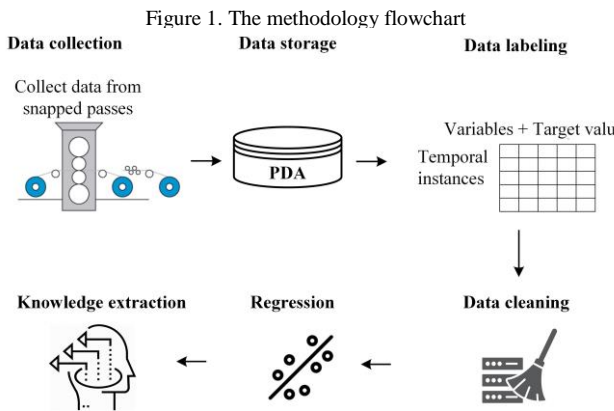 Figure 1. The methodology flowchart
Data collection
Data storage
Data labeling
Collect data from
snapped passes
PDA
Variables + Target valu
Temporal
instances
Knowledge extraction
Regression
Data cleaning